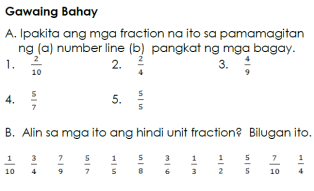 Gawaing Bahay
A. Ipakita ang mga fraction na ito sa pamamagitan
ng (a) number line (b) pangkat ng mga bagay.
1. 2/10 2. 2/4 3. 4/9
4. 5/7 5. 5/5
B. Alin sa mga ito ang hindi unit fraction? Bilugan ito.
1/10 3/4 7/9 5/7 1/5 5/8 3/6 1/3 1/2 5/5 7/10 1/4